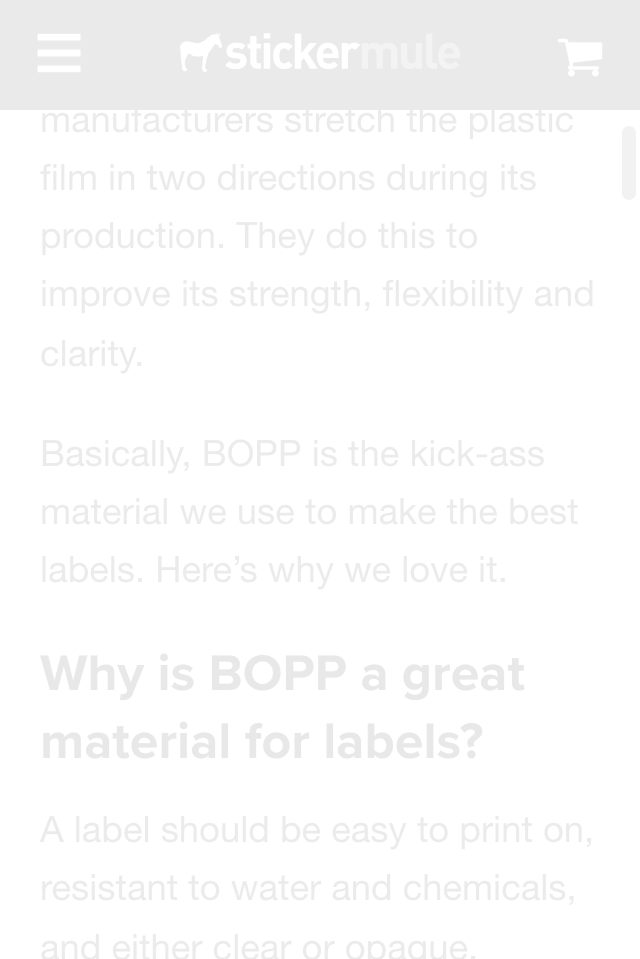 stickermule
manufacturers stretch the plastic
film in two directions during its
production. They do this to
improve its strength, flexibility and
clarity.
Basically, BOPP is the kick-ass
material we use to make the best
labels. Here’s why we love it.
Why is BOPP a great
material for labels?
A label should be easy to print on,
resistant to water and chemicals,
and either clear or opaque.